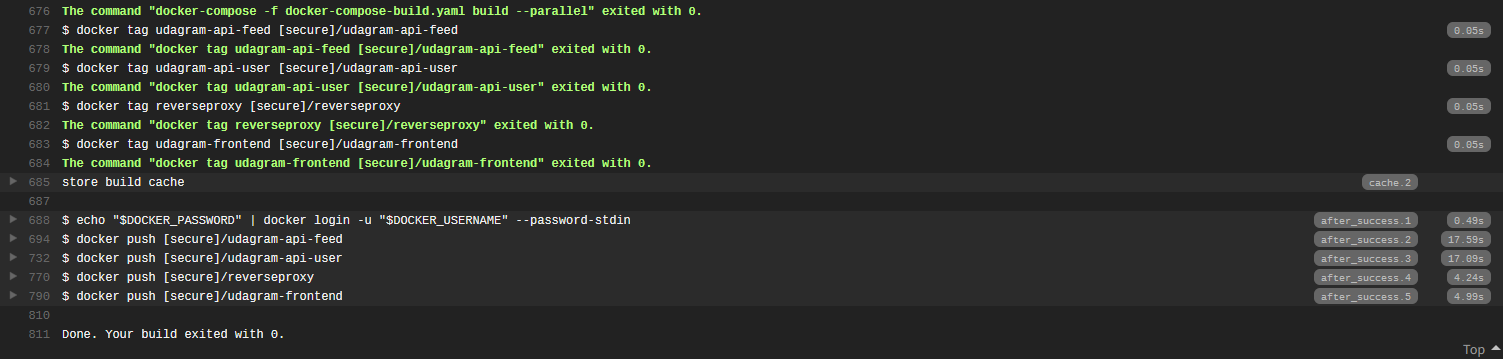 676 The command "docker-compose -f docker-compose-build.yaml build --parallel" exited with 0.
677 $ docker tag udagram-api-feed [secure]/udagram-api-feed 0.05s
678 The command "docker tag udagram-api-feed [secure]/udagram-api-feed" exited with 0.
679 $ docker tag udagram-api-user [secure]/udagram-api-user 0.05s
680 The command "docker tag udagram-api-user [secure]/udagram-api-user" exited with 0.
681 $ docker tag reverseproxy [secure]/reverseproxy 0.05s
682 The command "docker tag reverseproxy [secure]/reverseproxy" exited with 0.
683 $ docker tag udagram-frontend [secure]/udagram-frontend 0.05s
684 The command "docker tag udagram-frontend [secure]/udagram-frontend" exited with 0.
685 store build cache cache.2
687
688 $ echo "$DOCKER_PASSWORD" | docker login -u "$DOCKER_USERNAME" --password-stdin after_success.1 0.49s
694 $ docker push [secure]/udagram-api-feed after_success.2 17.59s
732 $ docker push [secure]/udagram-api-user after_success.3 17.09s
770 $ docker push [secure]/reverseproxy after_success.4 4.24s
790 $ docker push [secure]/udagram-frontend after_success.5 4.99s
810
811 Done. Your build exited with 0.
Top